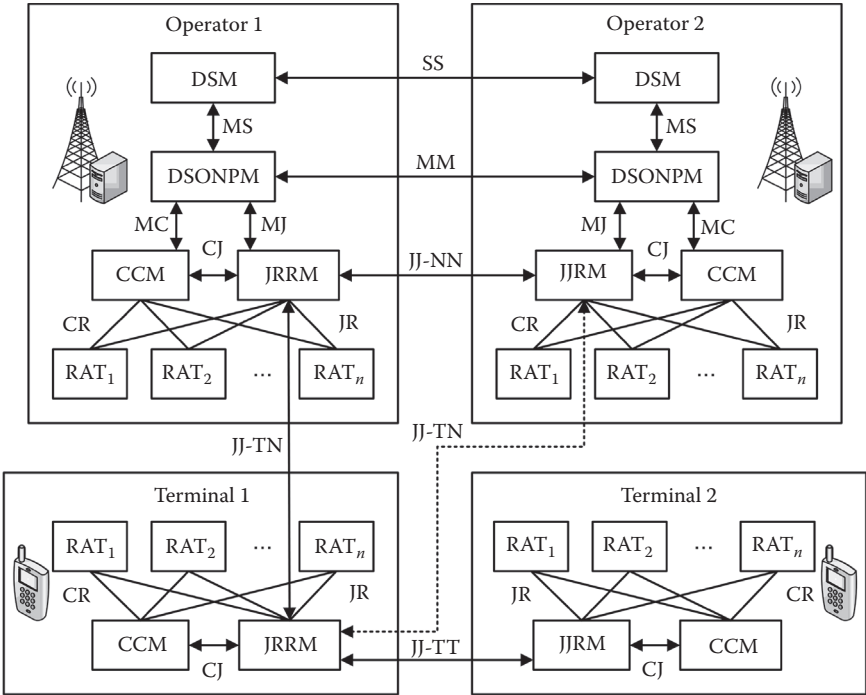 Operator 1
Operator 2
DSM
SS
DSM
MS
MS
DSONPM
MM
DSONPM
MC
MJ
MJ
MC
CCM
CJ
JRRM
JJ-NN
JJRM
CJ
CCM
CR
JR
CR
JR
RAT1
RAT2
...
RATn
RAT1
RAT2
...
RATn
JJ-TN
JJ-TN
Terminal 1
Terminal 2
RAT1
RAT2
...
RATn
RAT1
RAT2
...
RATn
CR
JR
JR
CR
CCM
CJ
JRRM
JJ-TT
JJRM
CJ
CCM